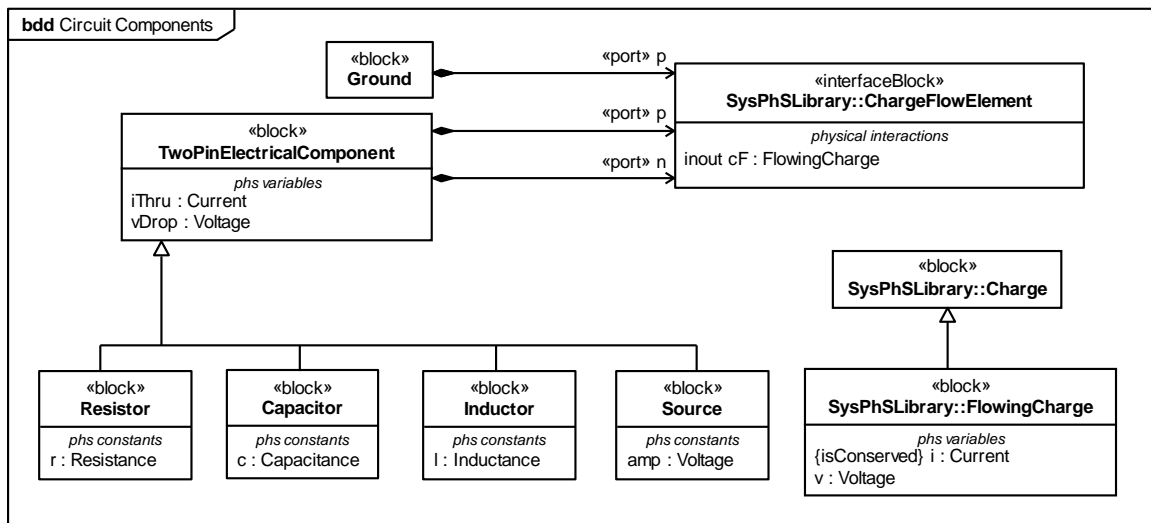 bdd Circuit Components
«block»
Ground
«port» p
«interfaceBlock»
SysPhSLibrary::ChargeFlowElement
physical interactions
inout cF : FlowingCharge
«block»
TwoPinElectricalComponent
phs variables
iThru : Current
vDrop : Voltage
«port» p
«port» n
«block»
SysPhSLibrary::Charge
«block»
Resistor
phs constants
r : Resistance
«block»
Capacitor
phs constants
c : Capacitance
«block»
Inductor
phs constants
l : Inductance
«block»
Source
phs constants
amp : Voltage
«block»
SysPhSLibrary::FlowingCharge
phs variables
{isConserved} i : Current
v : Voltage